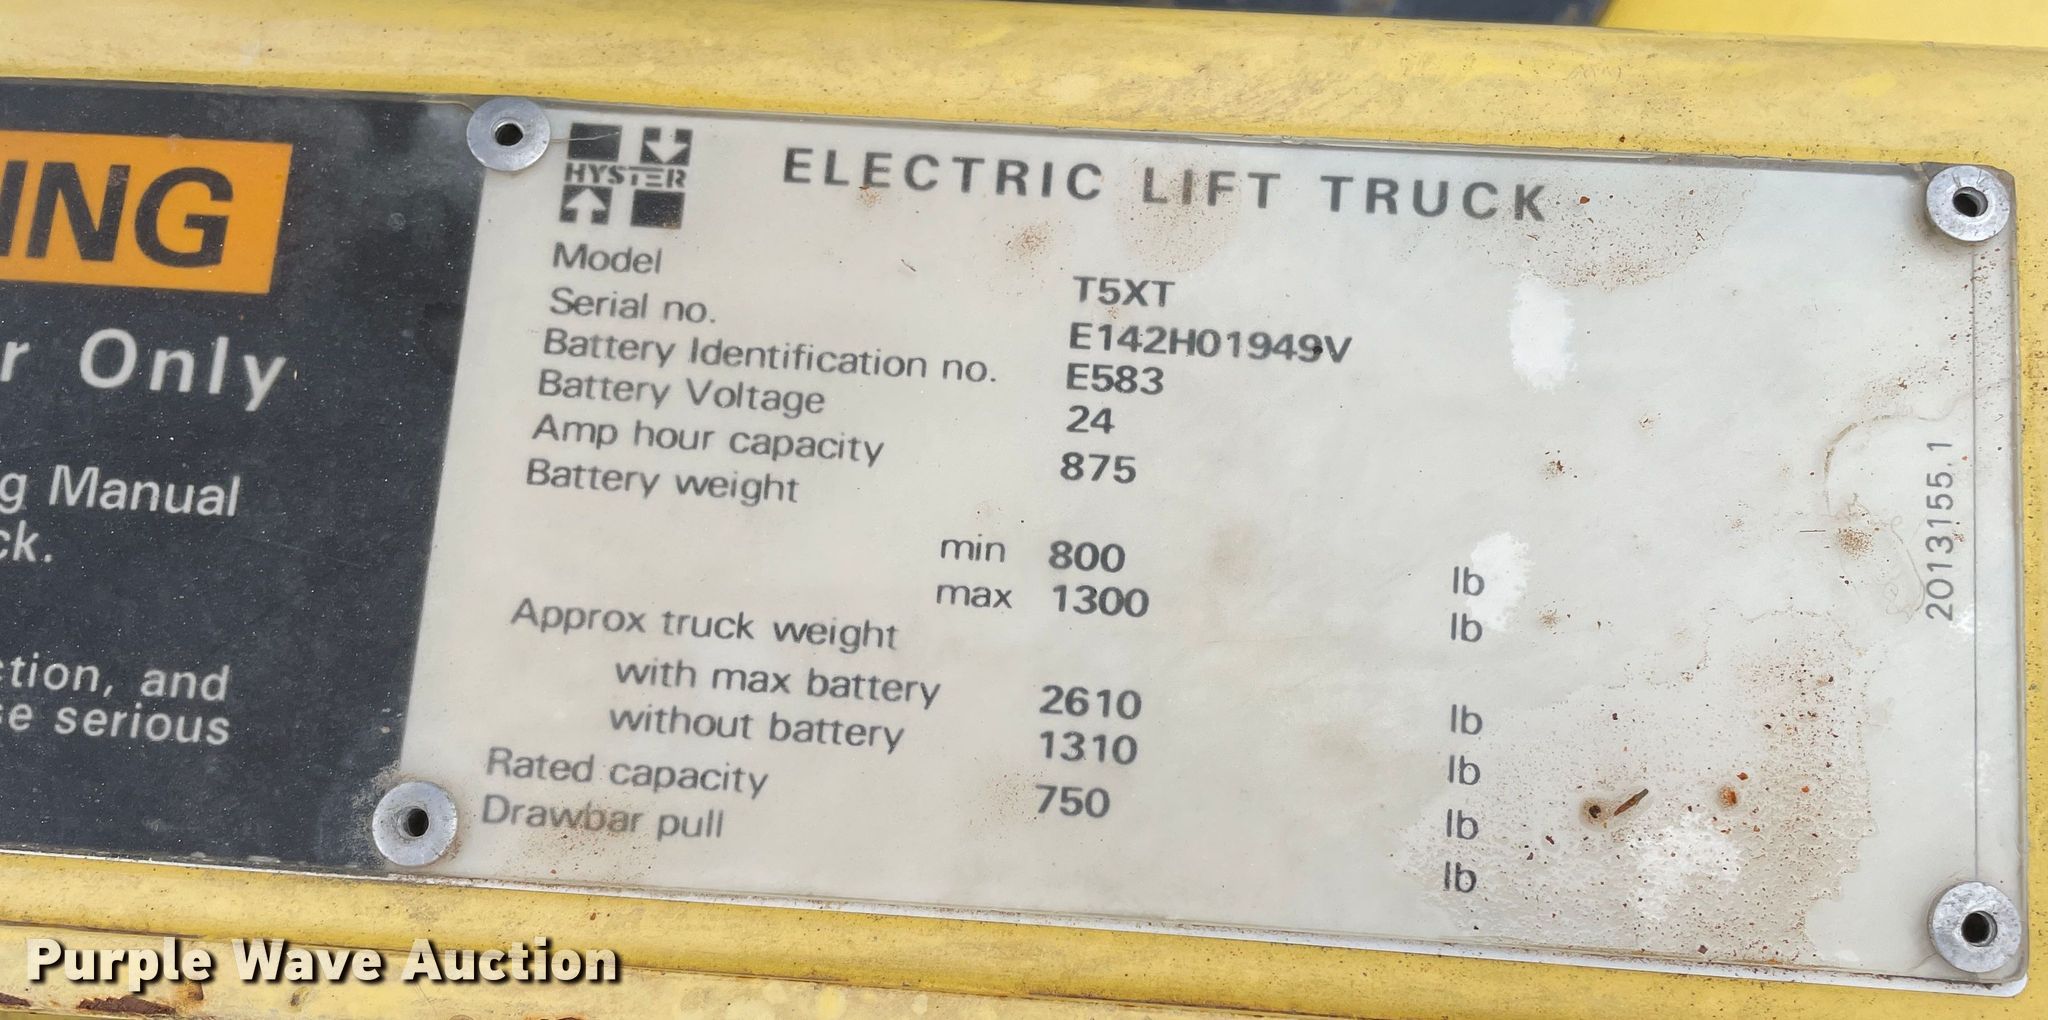 ING
r Only
g Manual
ck.
ction, and
se serious
HYSTER
ELECTRIC LIFT TRUCK
Model T5XT
Serial no. E142H01949V
Battery Identification no. E583
Battery Voltage 24
Amp hour capacity 875
Battery weight
min 800 lb
max 1300 lb
Approx truck weight
with max battery 2610 lb
without battery 1310 lb
Rated capacity 750 lb
Drawbar pull lb
2013155.1
Purple Wave Auction